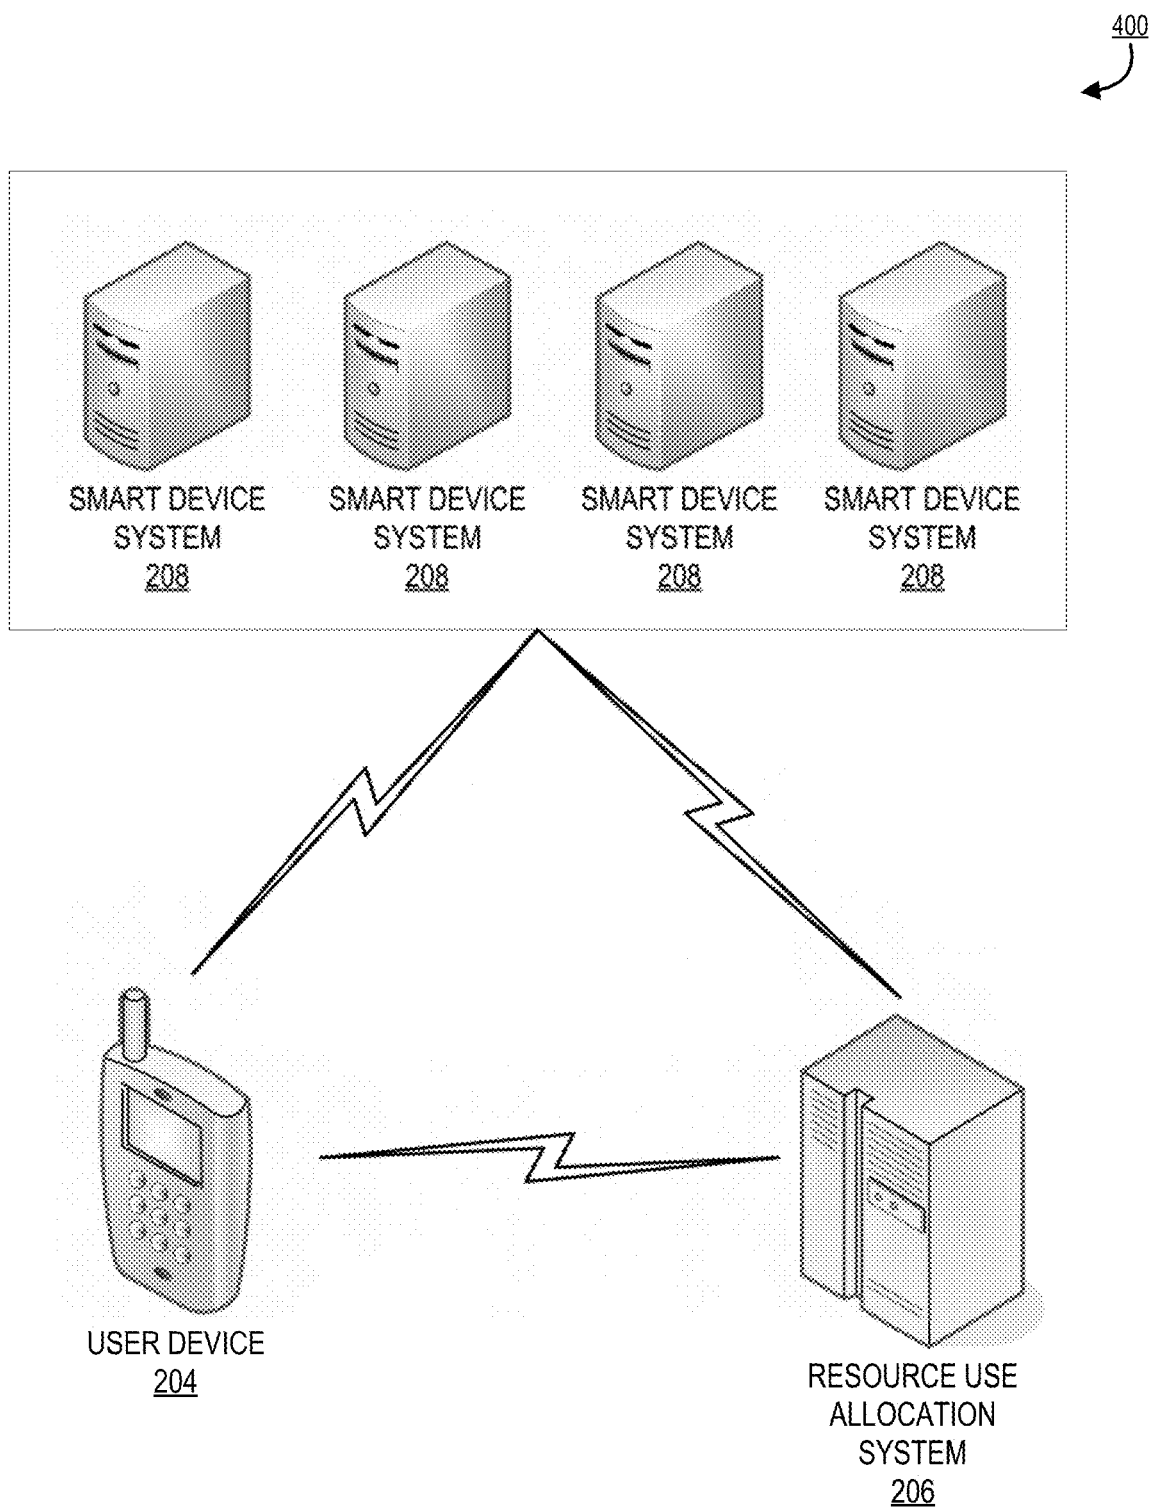 400
SMART DEVICE
SYSTEM
208
SMART DEVICE
SYSTEM
208
SMART DEVICE
SYSTEM
208
SMART DEVICE
SYSTEM
208
USER DEVICE
204
RESOURCE USE
ALLOCATION
SYSTEM
206